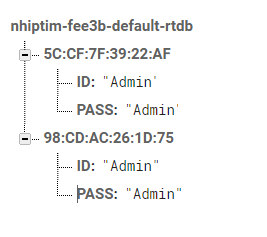 nhiptim-fee3b-default-rtdb
5C:CF:7F:39:22:AF
ID: "Admin"
PASS: "Admin'
98:CD:AC:26:1D:75
ID: "Admin"
PASS: "Admin"